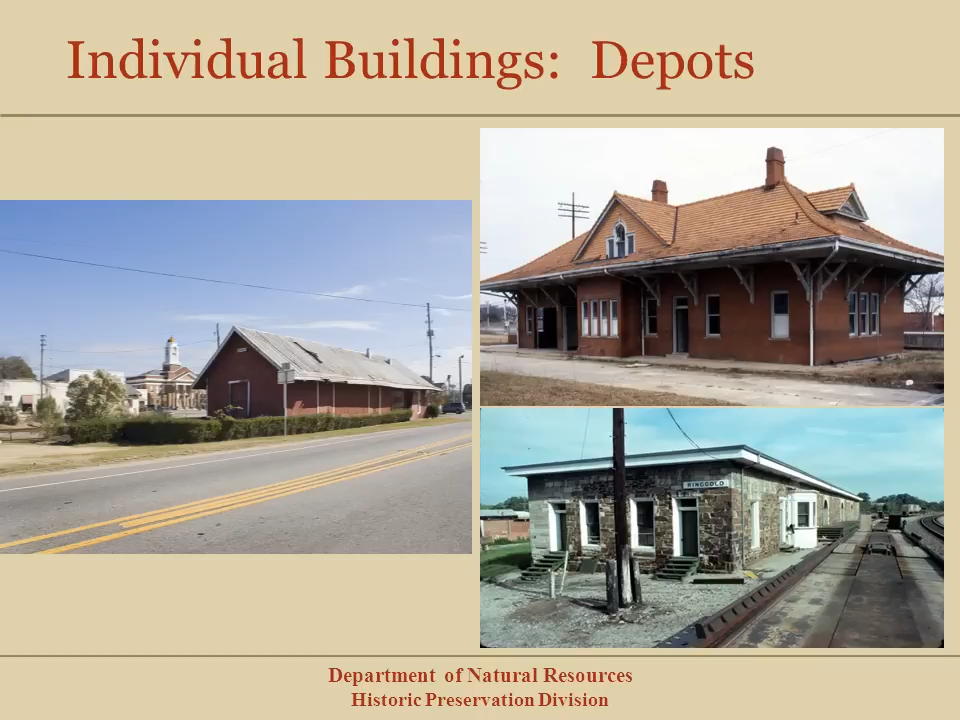 Individual Buildings: Depots
RINGGOLD
Department of Natural Resources
Historic Preservation Division